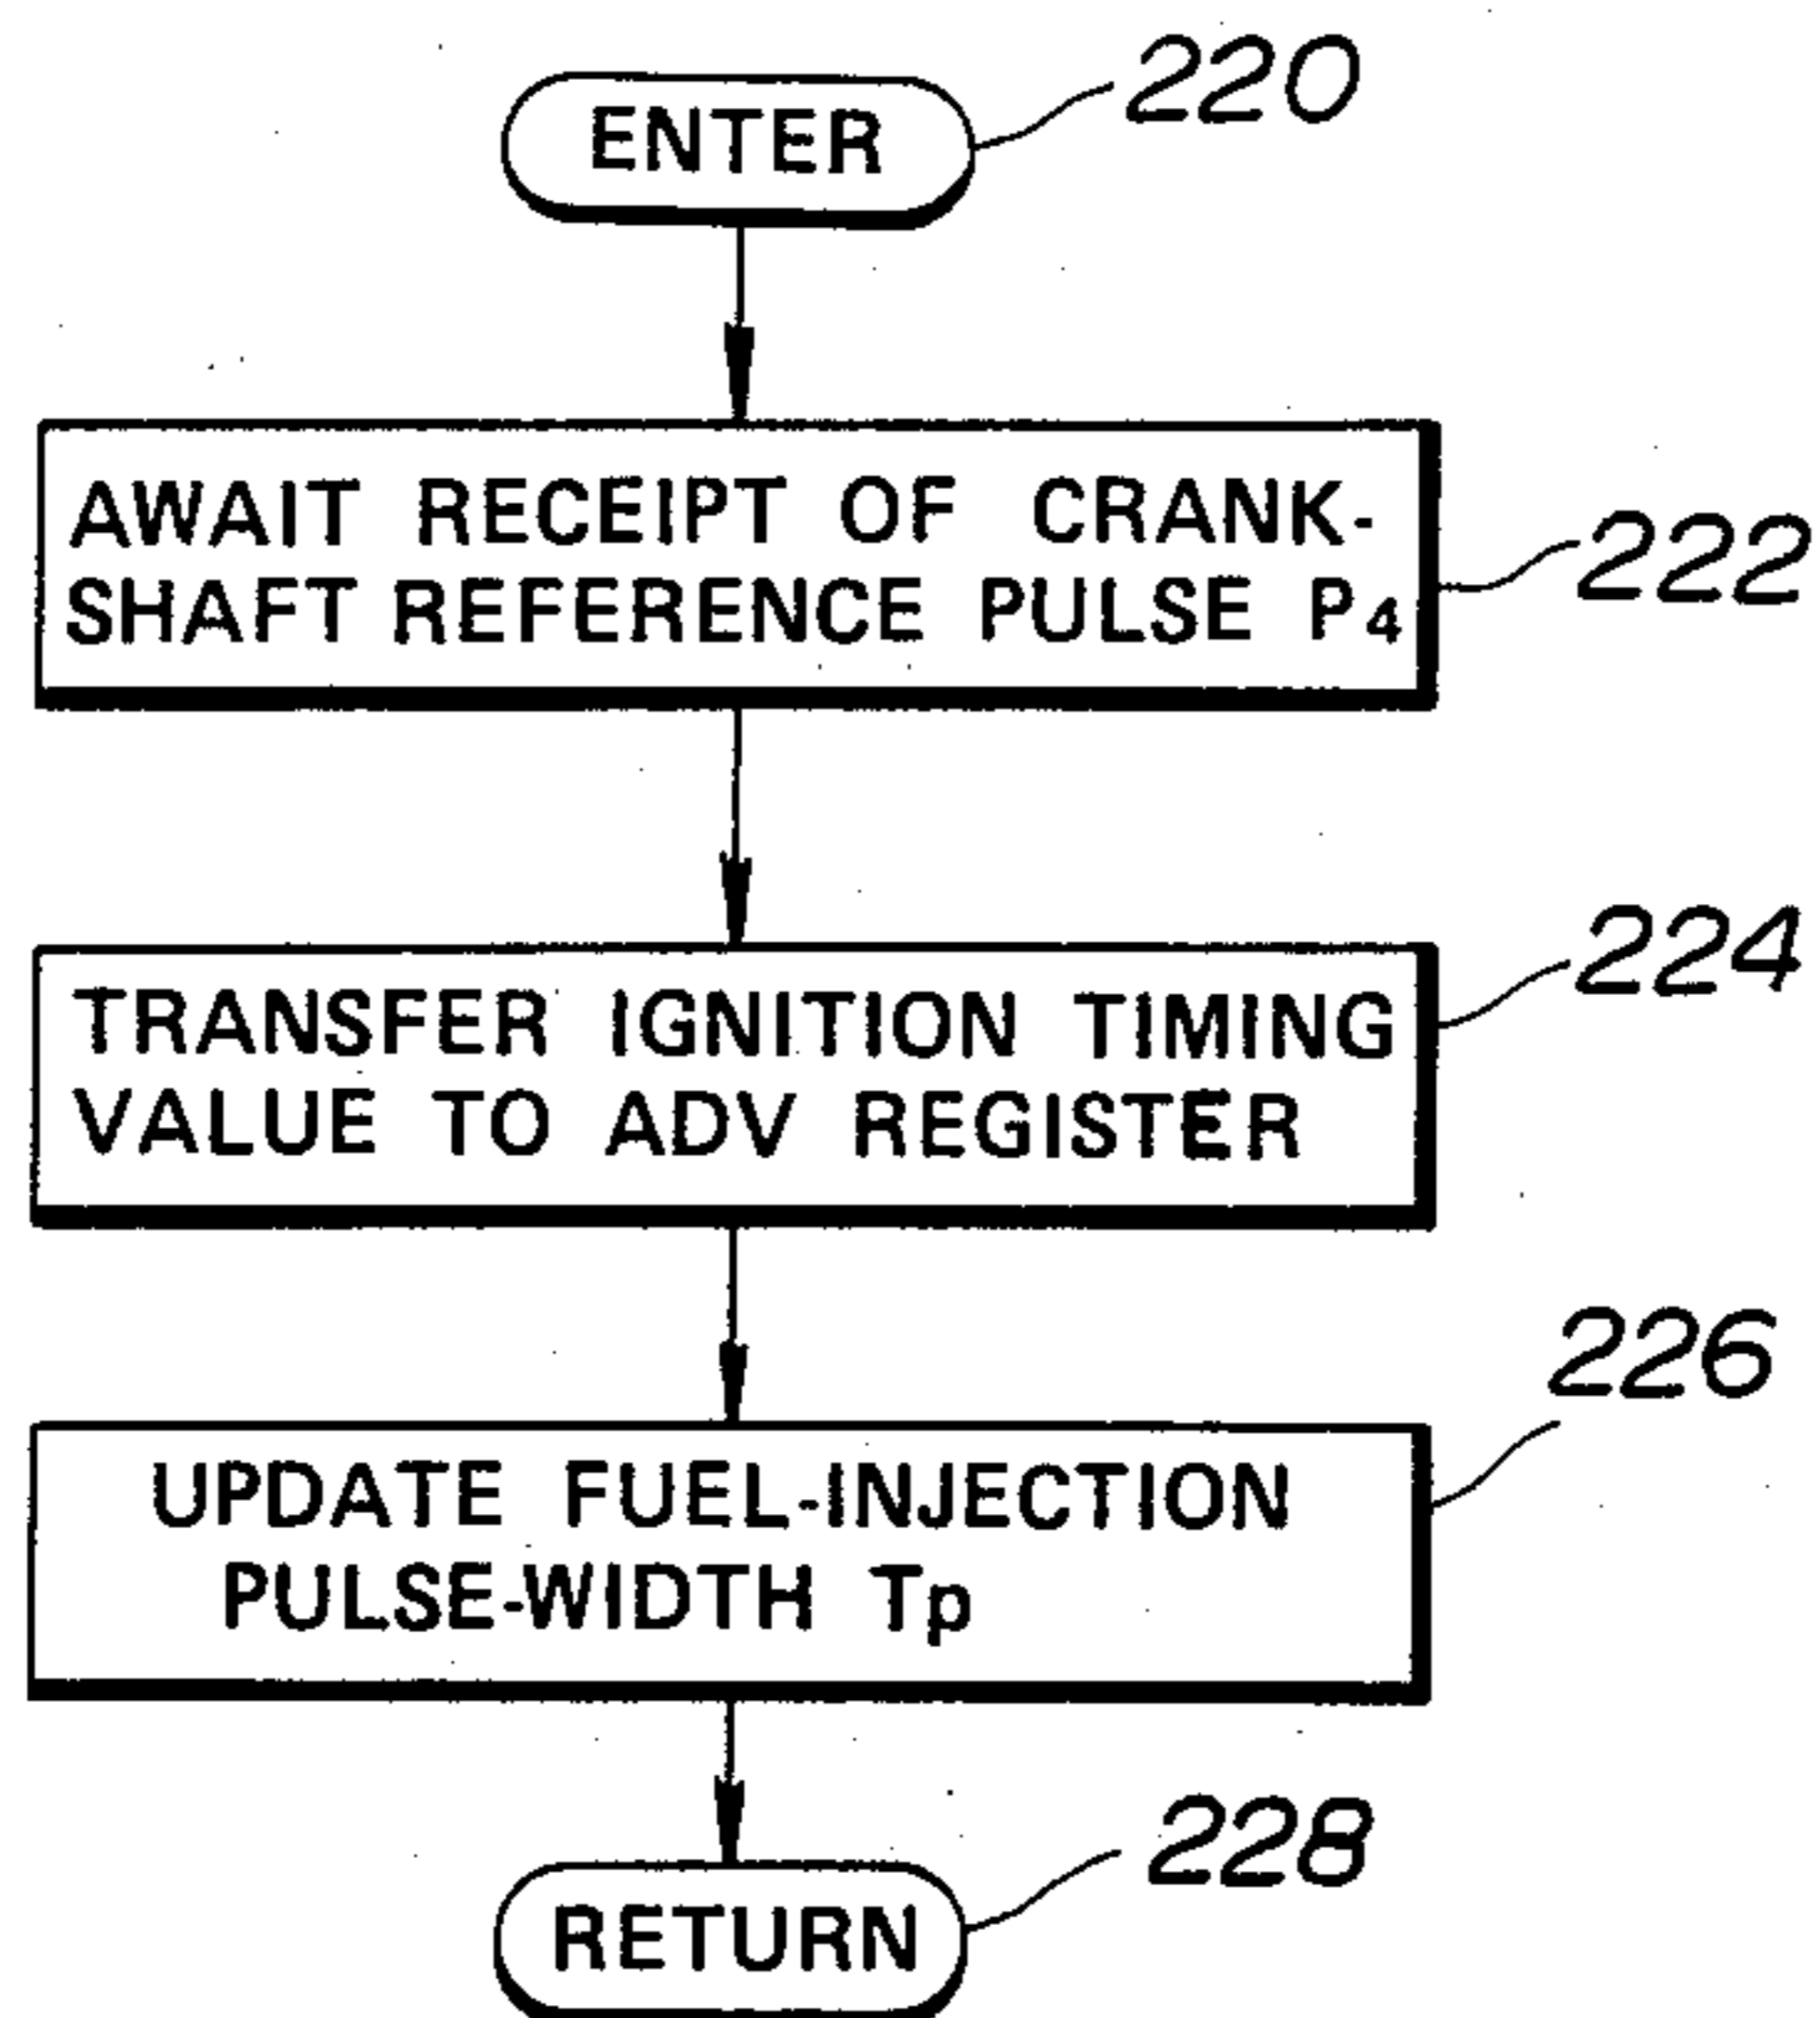 ENTER
220
AWAIT RECEIPT OF CRANK-
SHAFT REFERENCE PULSE P4
222
TRANSFER IGNITION TIMING
VALUE TO ADV REGISTER
224
UPDATE FUEL-INJECTION
PULSE-WIDTH Tp
226
RETURN
228